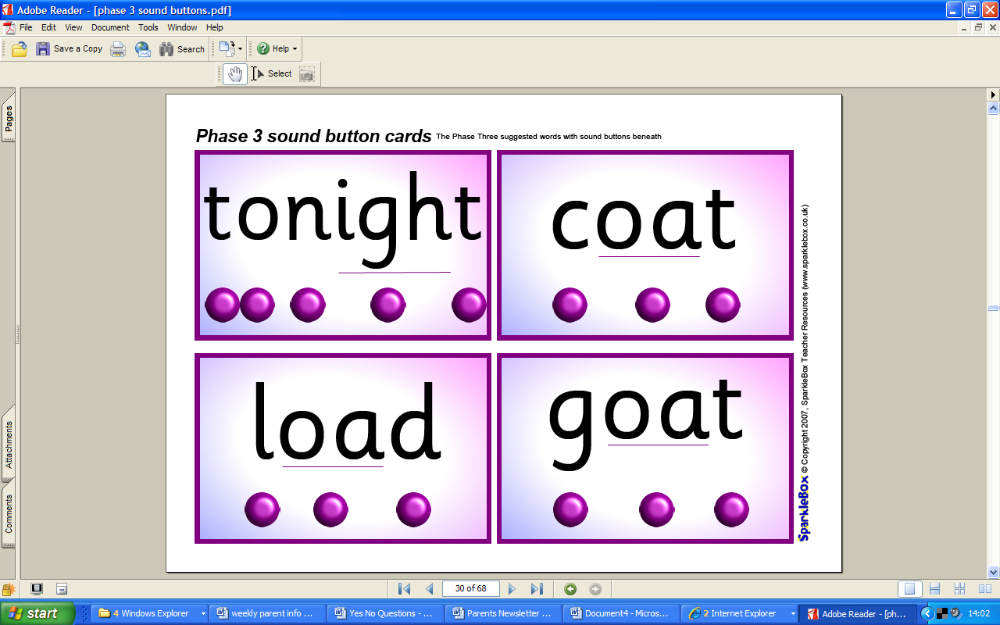 Adobe Reader - [phase 3 sound buttons.pdf]
File Edit View Document Tools Window Help
Save a Copy Search Help
Select
Pages
Attachments
Comments
Phase 3 sound button cards The Phase Three suggested words with sound buttons beneath
tonight coat
load goat
SparkleBox © Copyright 2007, SparkleBox Teacher Resources (www.sparklebox.co.uk)
30 of 68
start 4 Windows Explorer weekly parent info ... Yes No Questions - ... Parents Newsletter ... Document4 - Micros... 2 Internet Explorer Adobe Reader - [ph... 14:02